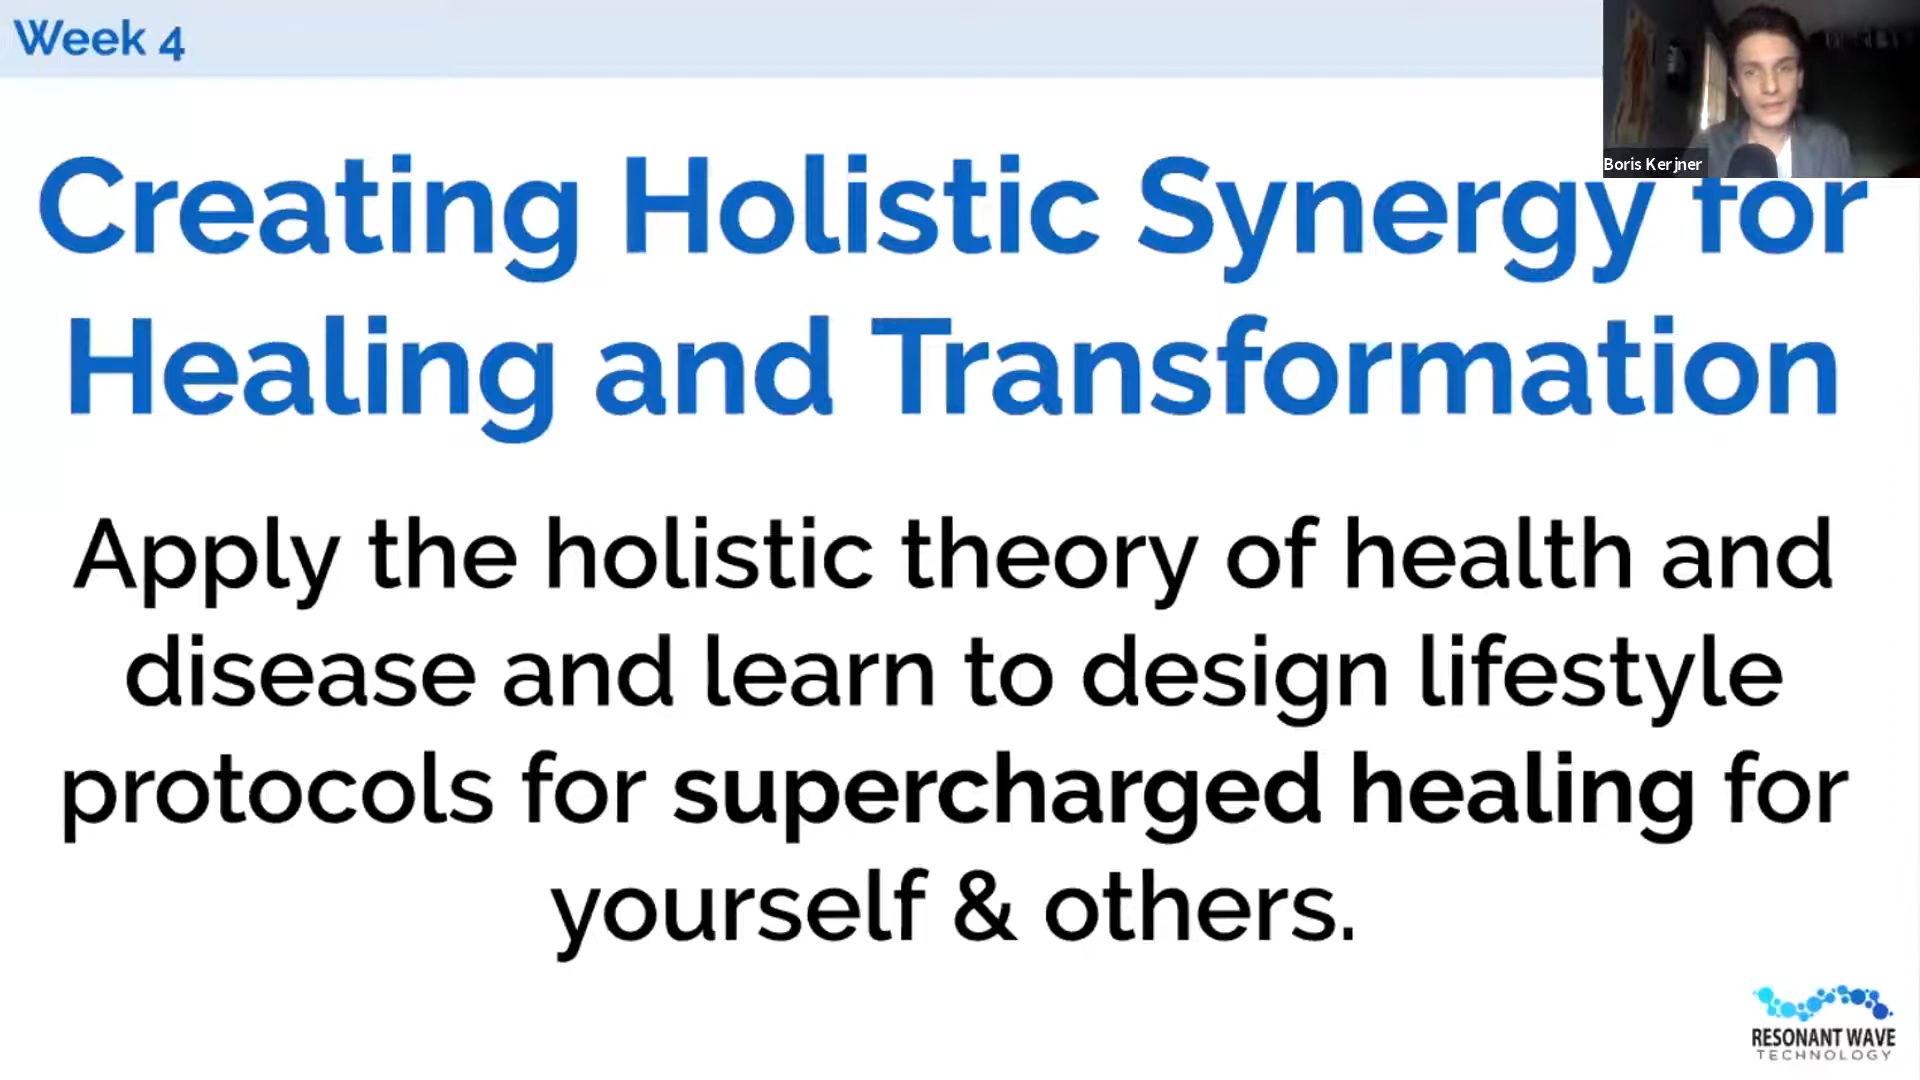 Week 4
Boris Kerjner
Creating Holistic Synergy for
Healing and Transformation
Apply the holistic theory of health and
disease and learn to design lifestyle
protocols for supercharged healing for
yourself & others.
RESONANT WAVE
TECHNOLOGY